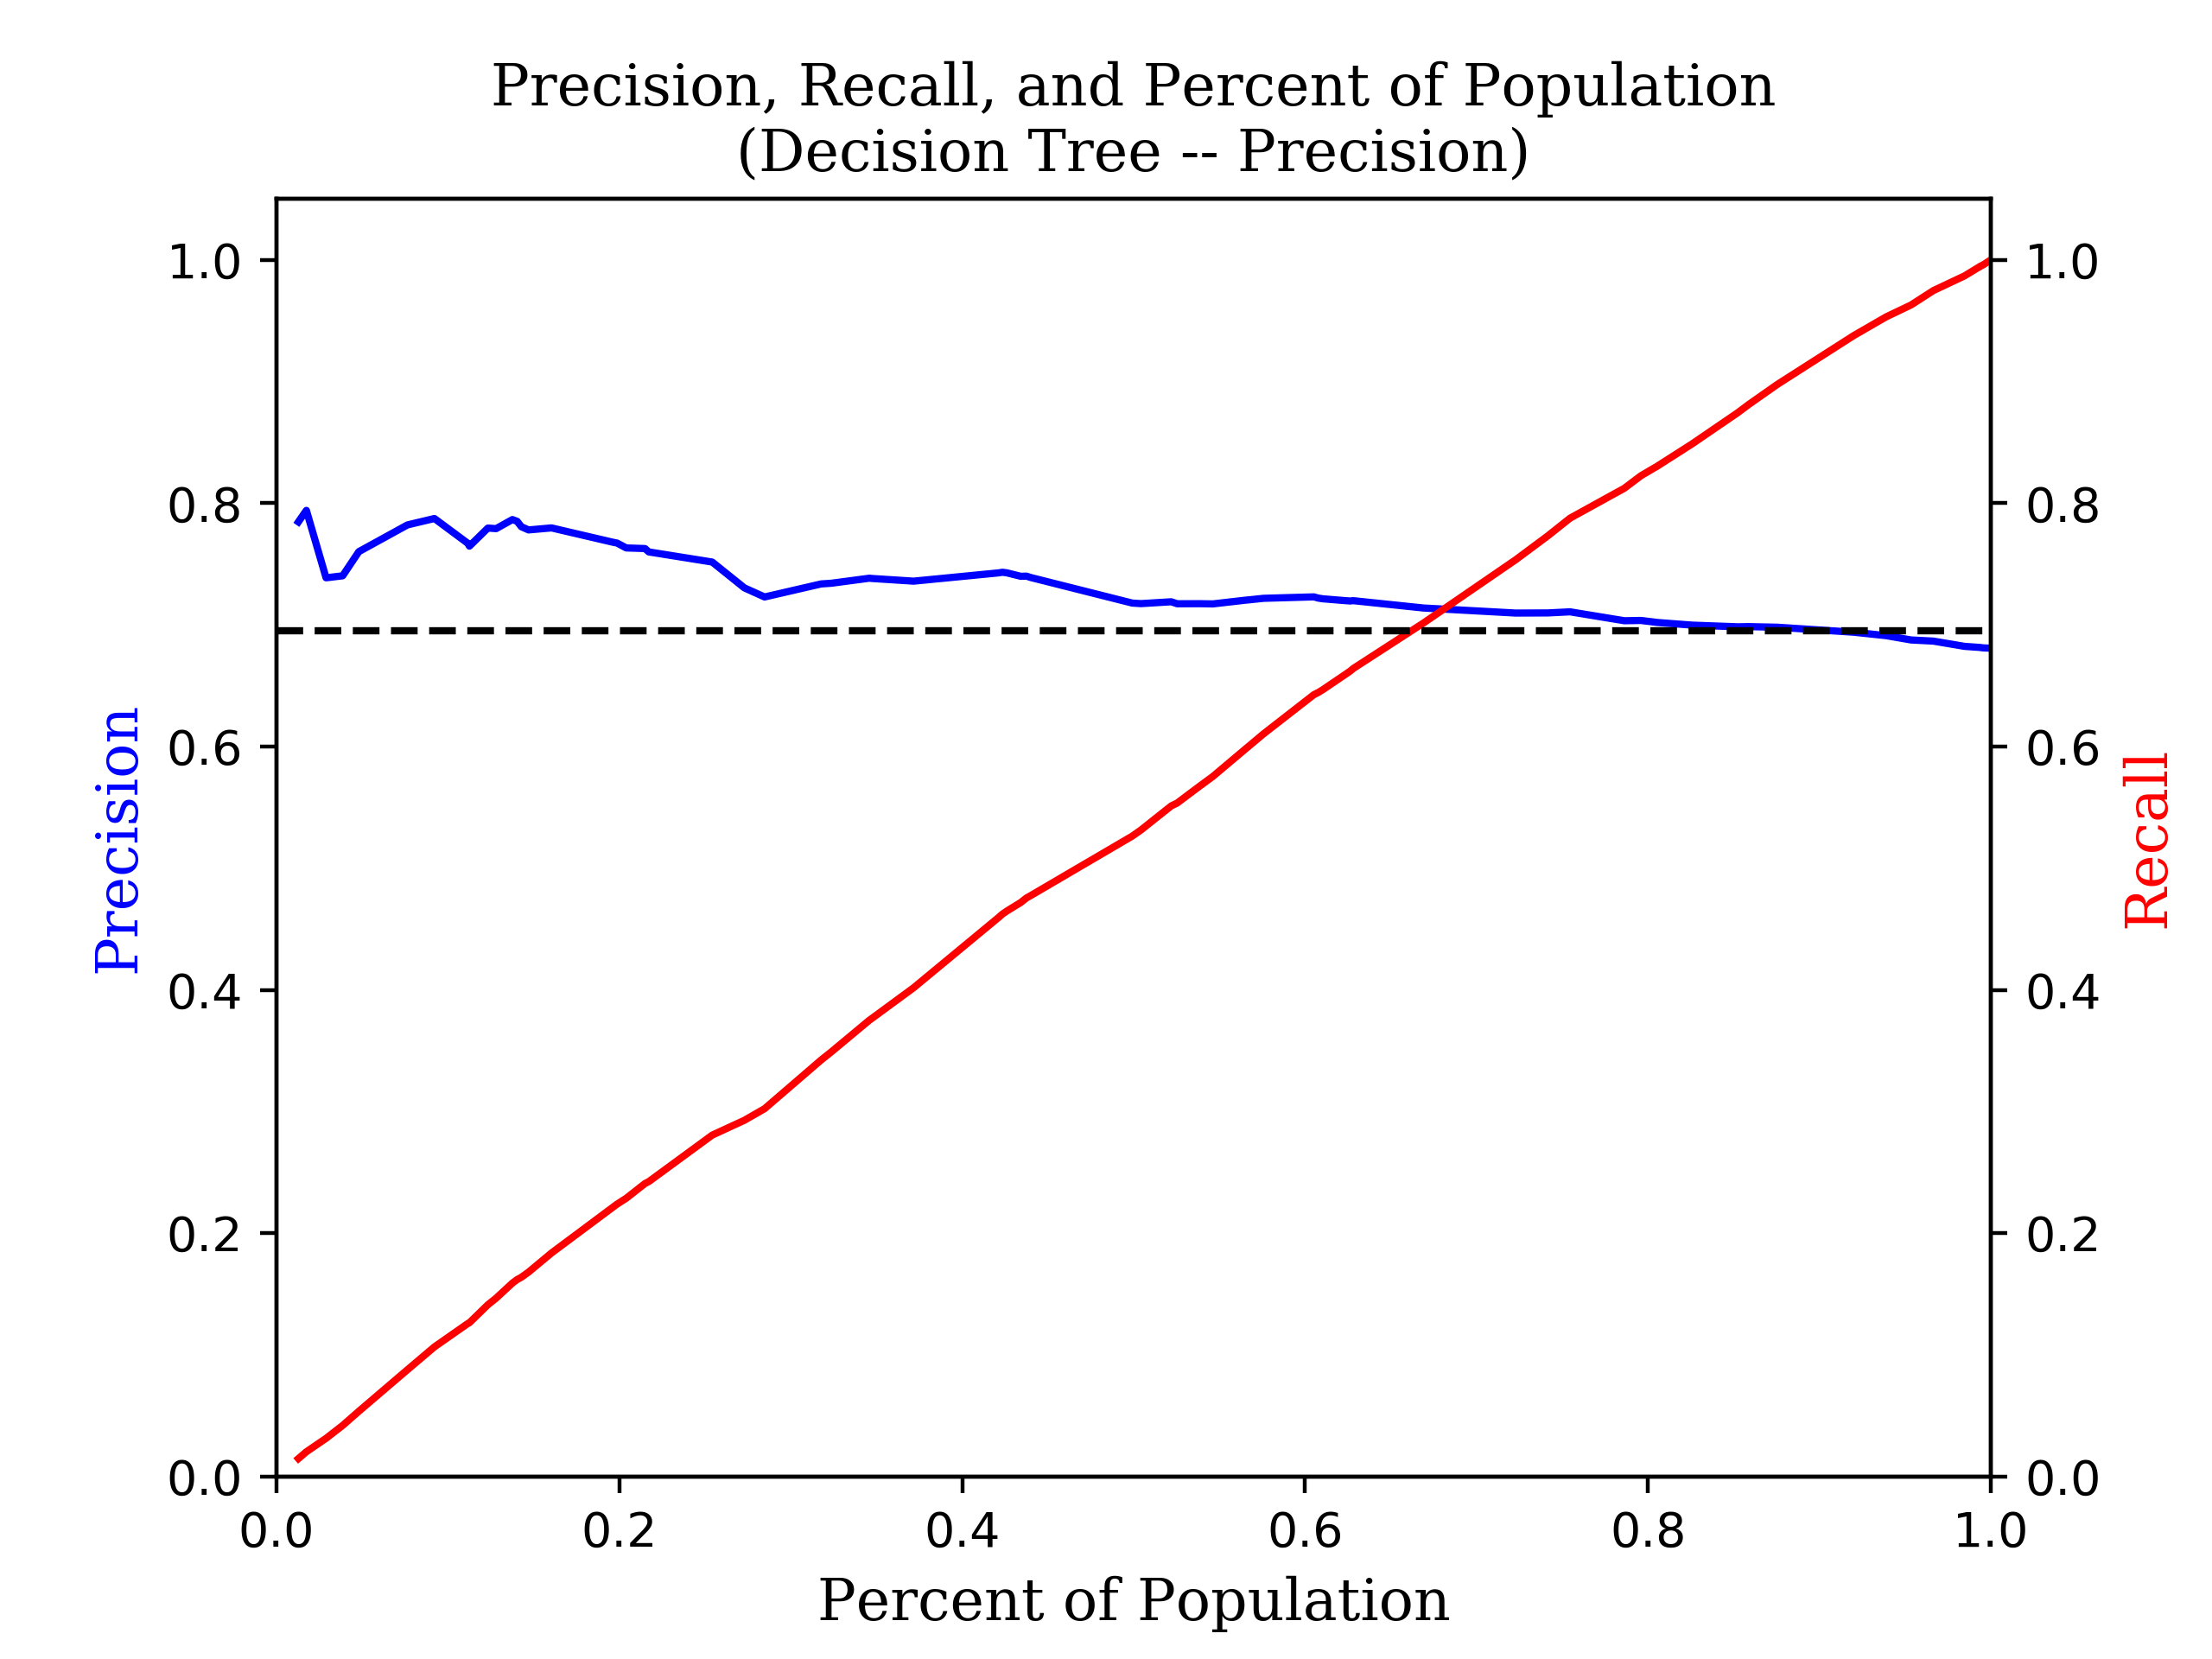 Precision, Recall, and Percent of Population
(Decision Tree -- Precision)
1.0
0.8
0.6
0.4
0.2
0.0
Precision
1.0
0.8
0.6
0.4
0.2
0.0
Recall
0.0 0.2 0.4 0.6 0.8 1.0
Percent of Population